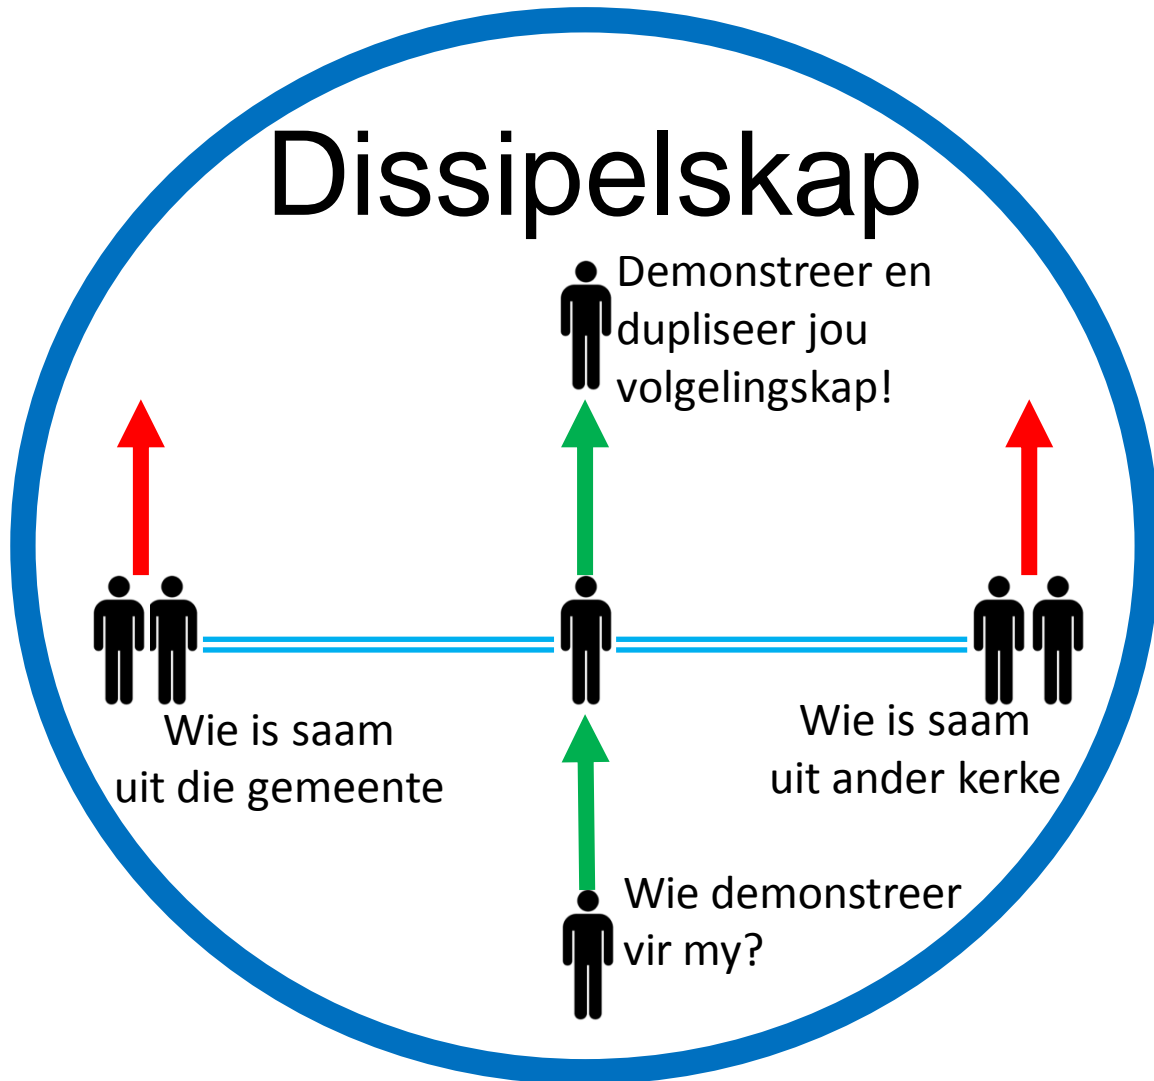 Dissipelskap
Demonstreer en
dupliseer jou
volgelingskap!
Wie is saam
uit die gemeente
Wie is saam
uit ander kerke
Wie demonstreer
vir my?